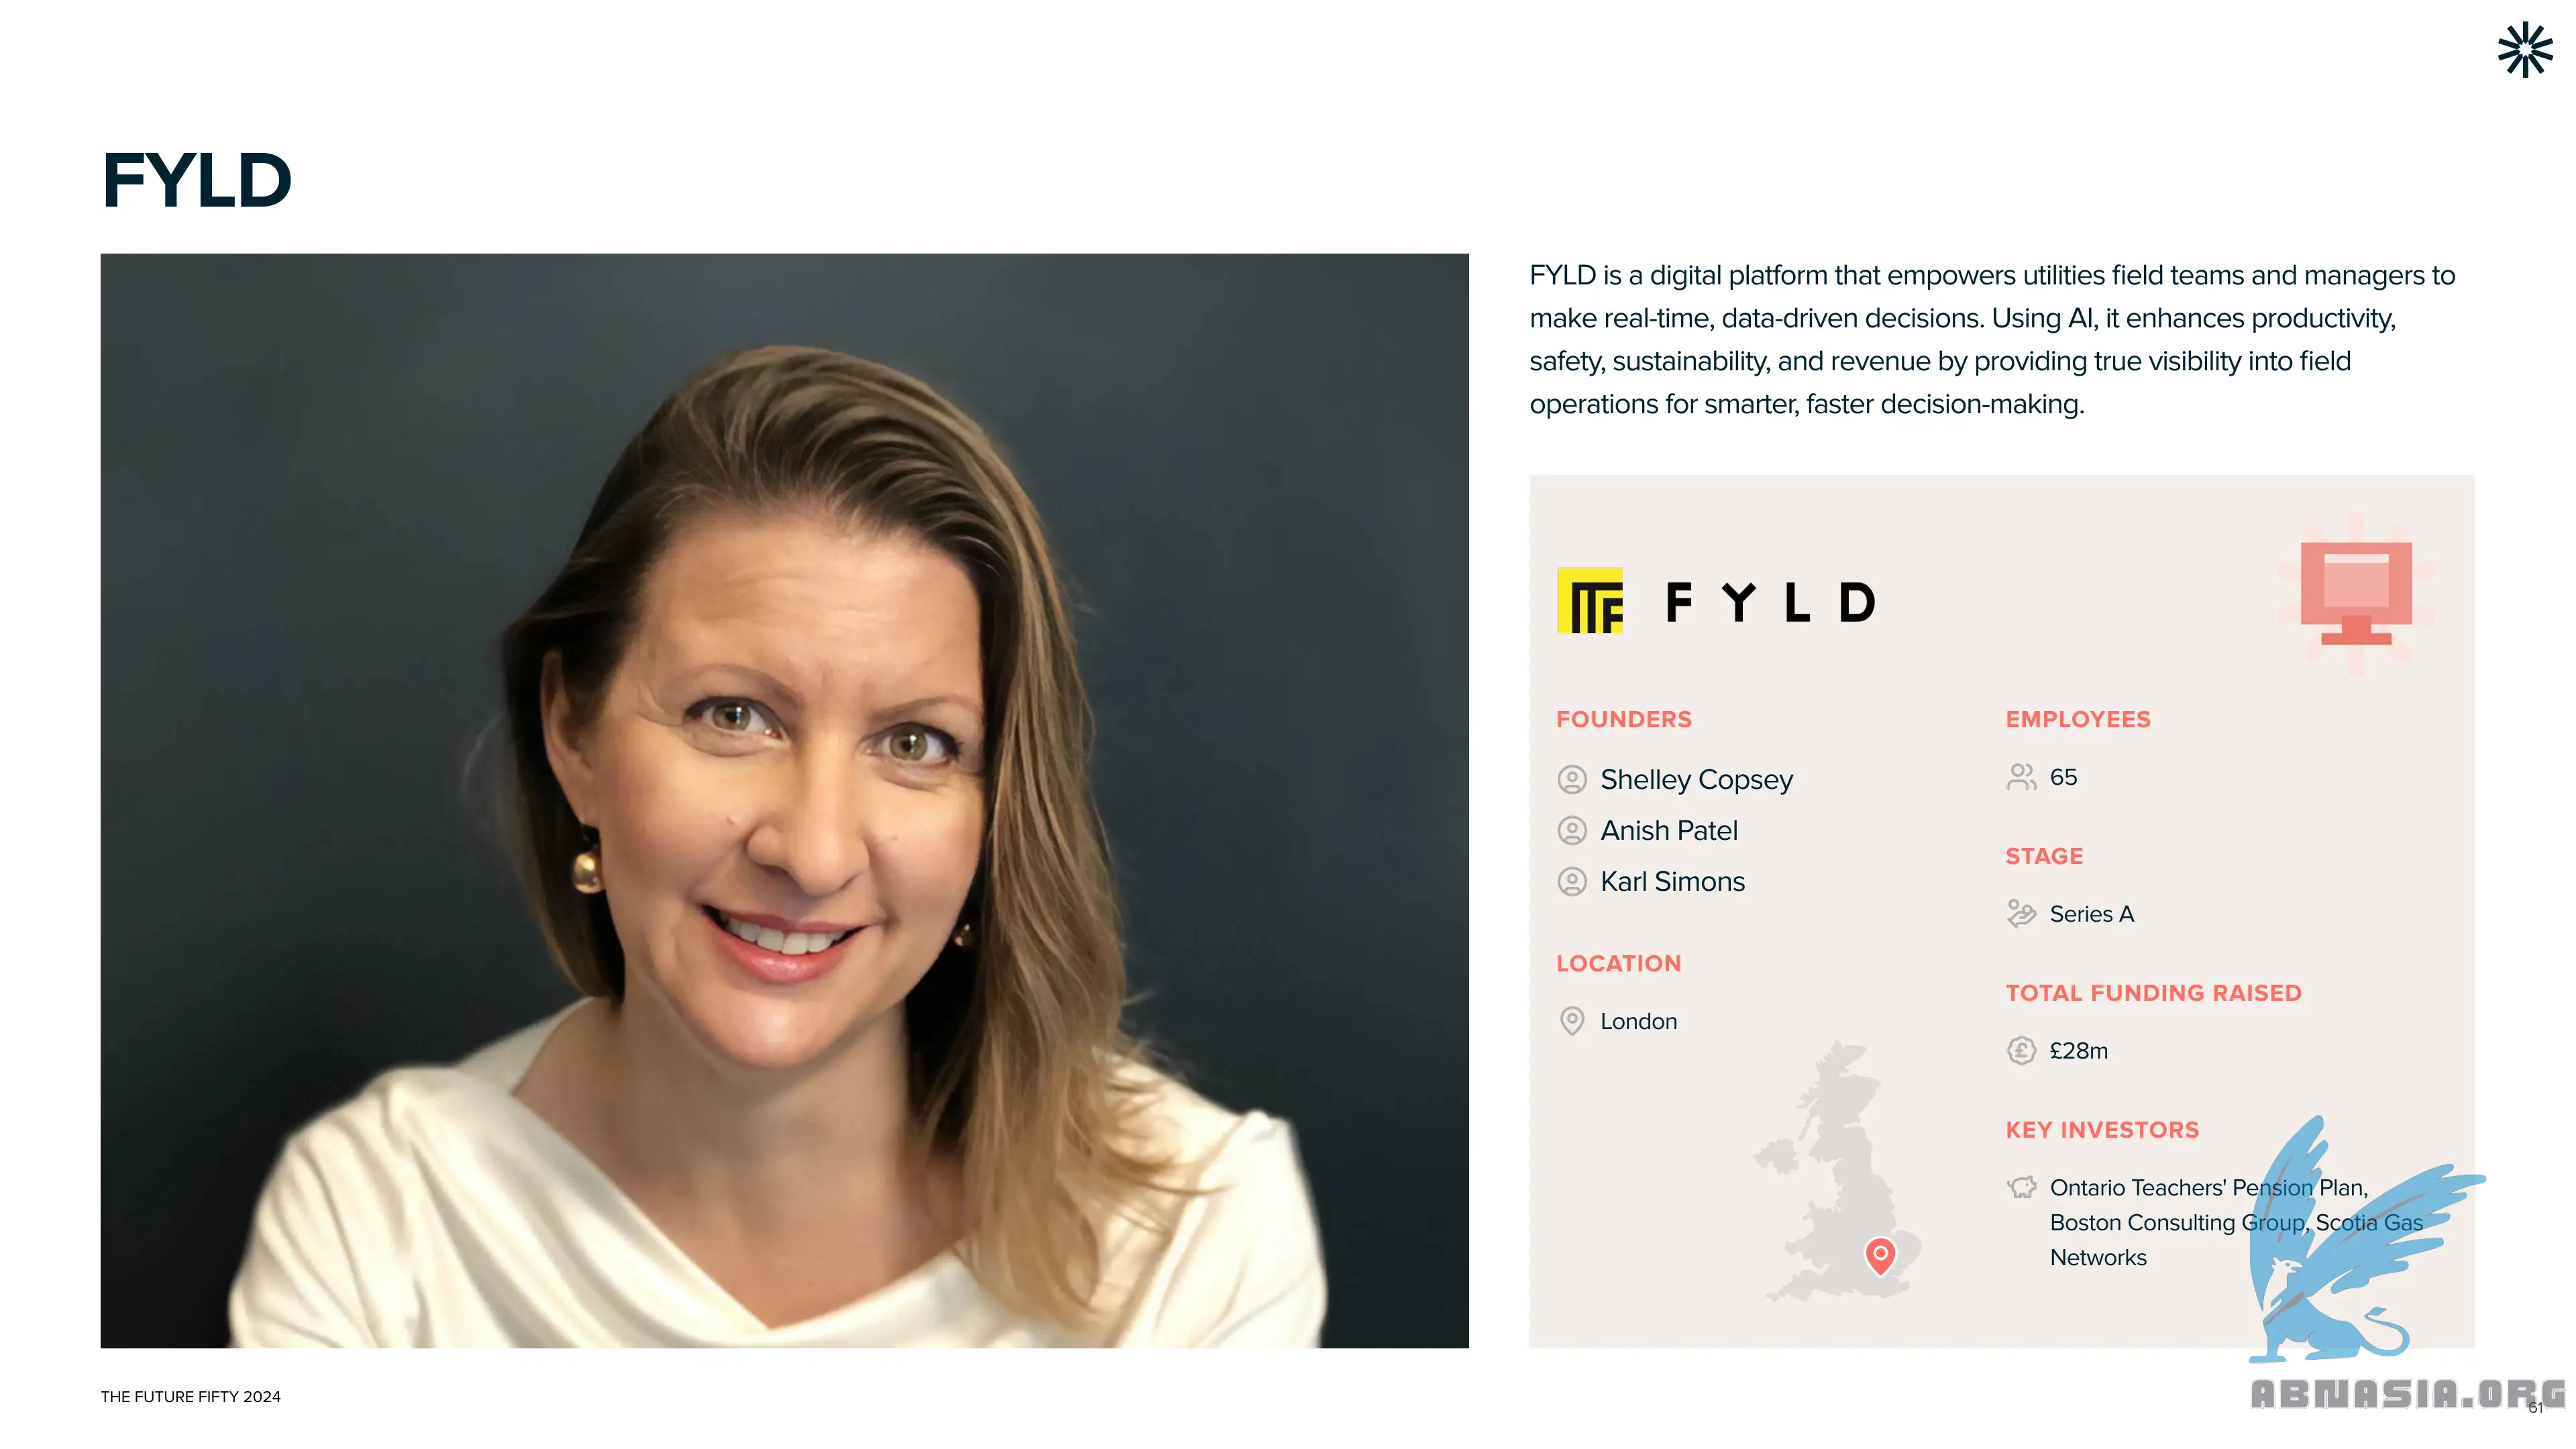 FYLD
FYLD is a digital platform that empowers utilities field teams and managers to
make real-time, data-driven decisions. Using AI, it enhances productivity,
safety, sustainability, and revenue by providing true visibility into field
operations for smarter, faster decision-making.
F Y L D
FOUNDERS
Shelley Copsey
Anish Patel
Karl Simons
LOCATION
London
EMPLOYEES
65
STAGE
Series A
TOTAL FUNDING RAISED
£28m
KEY INVESTORS
Ontario Teachers' Pension Plan,
Boston Consulting Group, Scotia Gas
Networks
THE FUTURE FIFTY 2024
ABNASIA.ORG
61